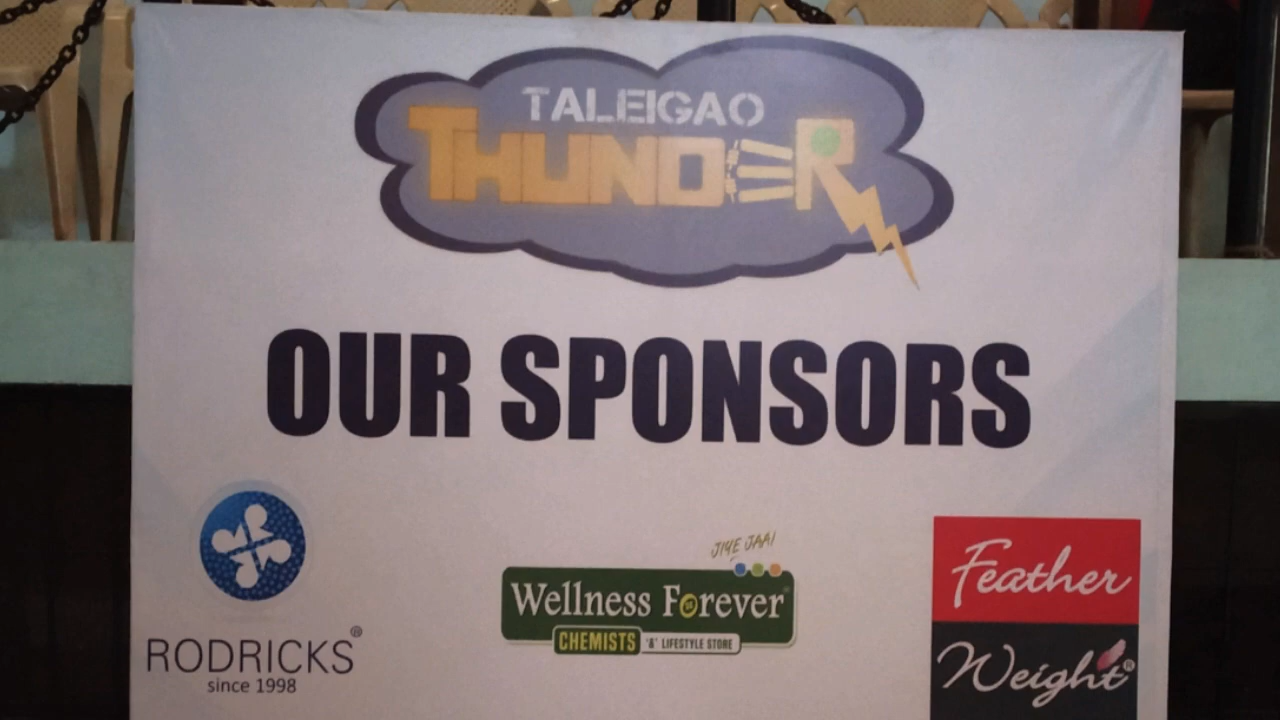 TALEIGAO
THUNDER
OUR SPONSORS
RODRICKS®
since 1998
JIYE JAAI
Wellness Forever
CHEMISTS '&' LIFESTYLE STORE
Feather
Weight®